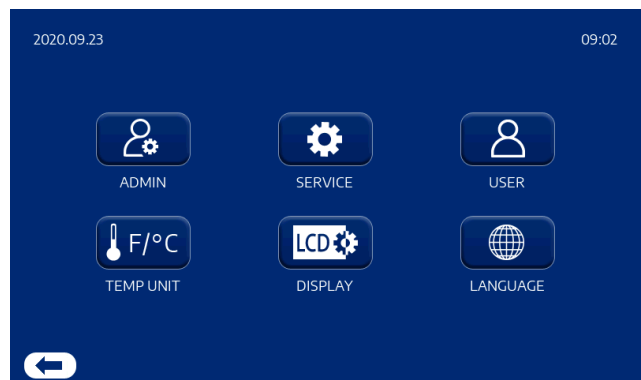 2020.09.23 09:02
ADMIN SERVICE USER
F/°C LCD
TEMP UNIT DISPLAY LANGUAGE